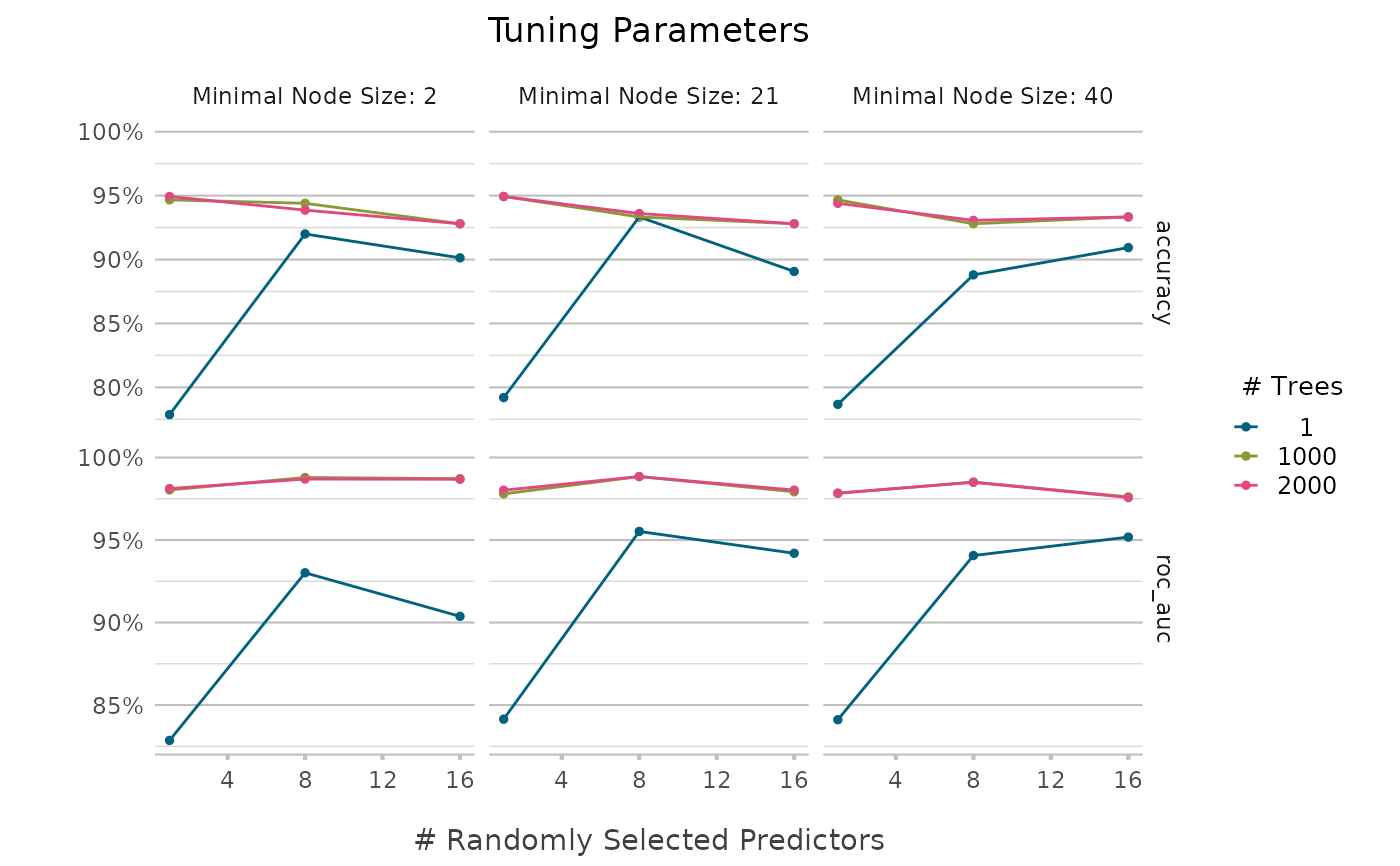 Tuning Parameters
Minimal Node Size: 2
Minimal Node Size: 21
Minimal Node Size: 40
100%
95%
90%
85%
80%
accuracy
100%
95%
90%
85%
roc_auc
4 8 12 16
4 8 12 16
4 8 12 16
# Randomly Selected Predictors
# Trees
1
1000
2000